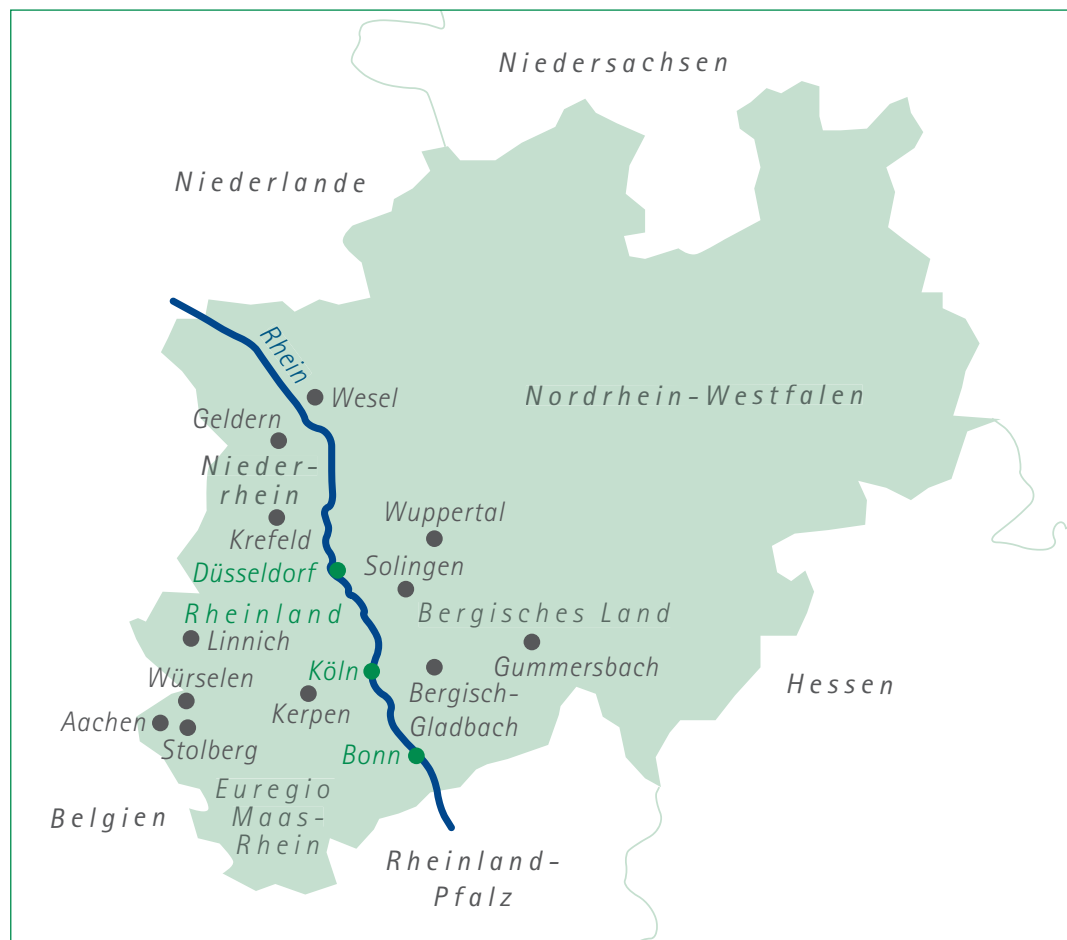 Niedersachsen
Niederlande
Rhein
Wesel
Nordrhein-Westfalen
Geldern
Nieder-
rhein
Krefeld
Wuppertal
Düsseldorf
Solingen
Rheinland
Bergisches Land
Linnich
Gummersbach
Köln
Würselen
Bergisch-
Gladbach
Kerpen
Hessen
Aachen
Stolberg
Bonn
Euregio
Maas-
Rhein
Belgien
Rheinland-
Pfalz